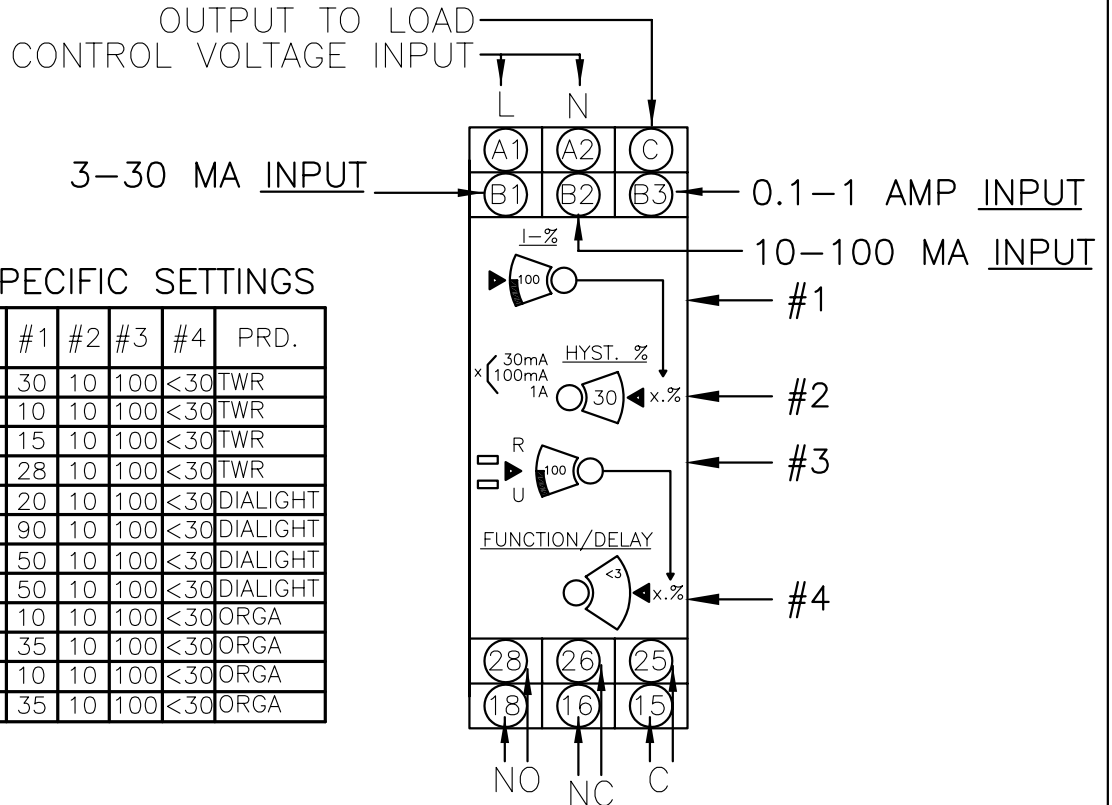 OUTPUT TO LOAD
CONTROL VOLTAGE INPUT
L N
A1 A2 C
3-30 MA INPUT
B1 B2 B3
0.1-1 AMP INPUT
10-100 MA INPUT
I-%
100
#1
30mA
100mA
1A
x
HYST. %
30
x.%
#2
R
U
100
#3
FUNCTION/DELAY
<3
x.%
#4
28 26 25
18 16 15
NO NC C
PECIFIC SETTINGS
#1 #2 #3 #4 PRD.
30 10 100 <30 TWR
10 10 100 <30 TWR
15 10 100 <30 TWR
28 10 100 <30 TWR
20 10 100 <30 DIALIGHT
90 10 100 <30 DIALIGHT
50 10 100 <30 DIALIGHT
50 10 100 <30 DIALIGHT
10 10 100 <30 ORGA
35 10 100 <30 ORGA
10 10 100 <30 ORGA
35 10 100 <30 ORGA